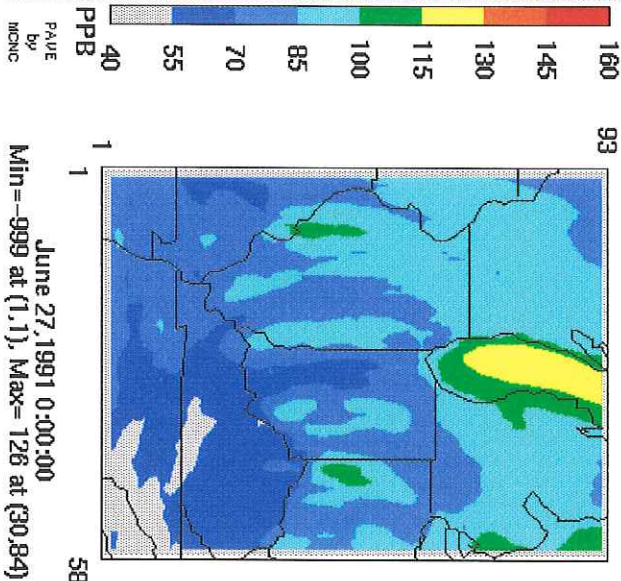 160
145
130
115
100
85
70
55
40
PPB
PAVE
by
MCNC
93
1
1
58
June 27,1991 0:00:00
Min=-999 at (1,1), Max= 126 at (30,84)